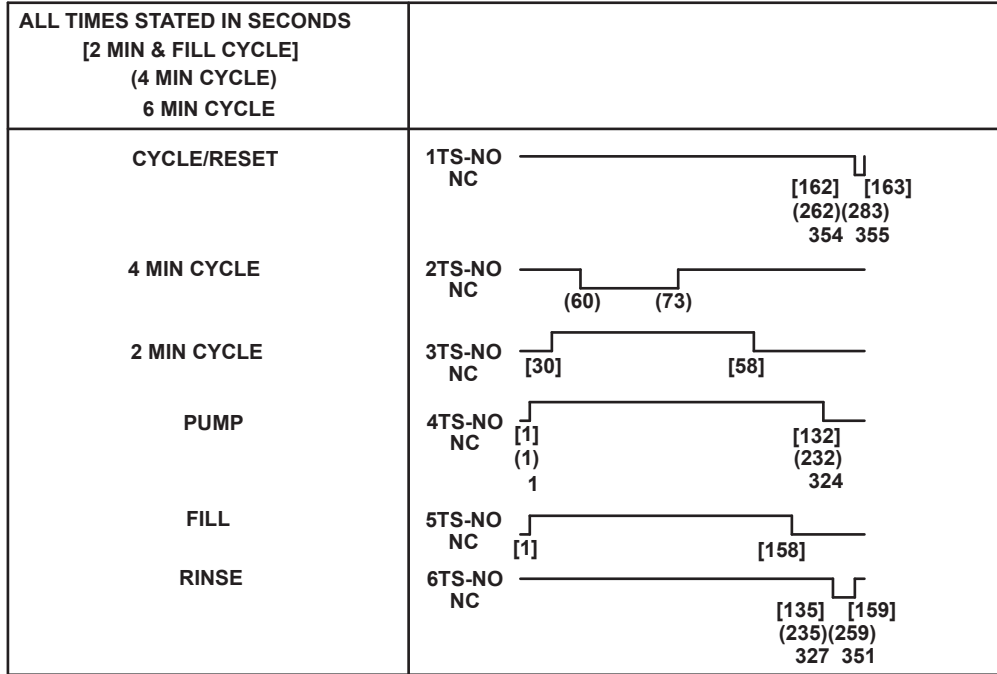 ALL TIMES STATED IN SECONDS
[2 MIN & FILL CYCLE]
(4 MIN CYCLE)
6 MIN CYCLE
CYCLE/RESET
1TS-NO
NC
[162] [163]
(262)(283)
354 355
4 MIN CYCLE
2TS-NO
NC
(60) (73)
2 MIN CYCLE
3TS-NO
NC
[30] [58]
PUMP
4TS-NO
NC
[1] [132]
(1) (232)
1 324
FILL
5TS-NO
NC
[1] [158]
RINSE
6TS-NO
NC
[135] [159]
(235)(259)
327 351